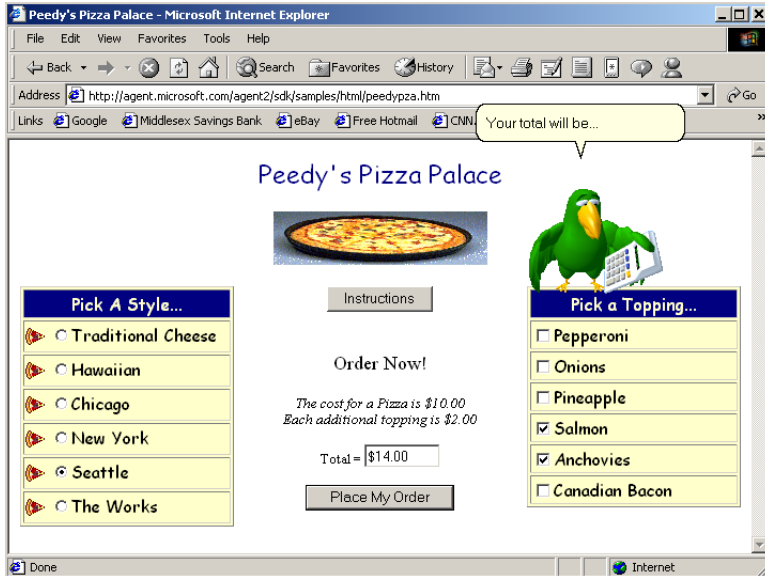 Peedy's Pizza Palace - Microsoft Internet Explorer
File Edit View Favorites Tools Help
Back Search Favorites History
Address http://agent.microsoft.com/agent2/sdk/samples/html/peedypza.htm Go
Links Google Middlesex Savings Bank eBay Free Hotmail CNN. »
Your total will be...
Peedy's Pizza Palace
Instructions
Pick A Style...
Traditional Cheese
Hawaiian
Chicago
New York
Seattle
The Works
Order Now!
The cost for a Pizza is $10.00
Each additional topping is $2.00
Total = $14.00
Place My Order
Pick a Topping...
Pepperoni
Onions
Pineapple
Salmon
Anchovies
Canadian Bacon
Done Internet